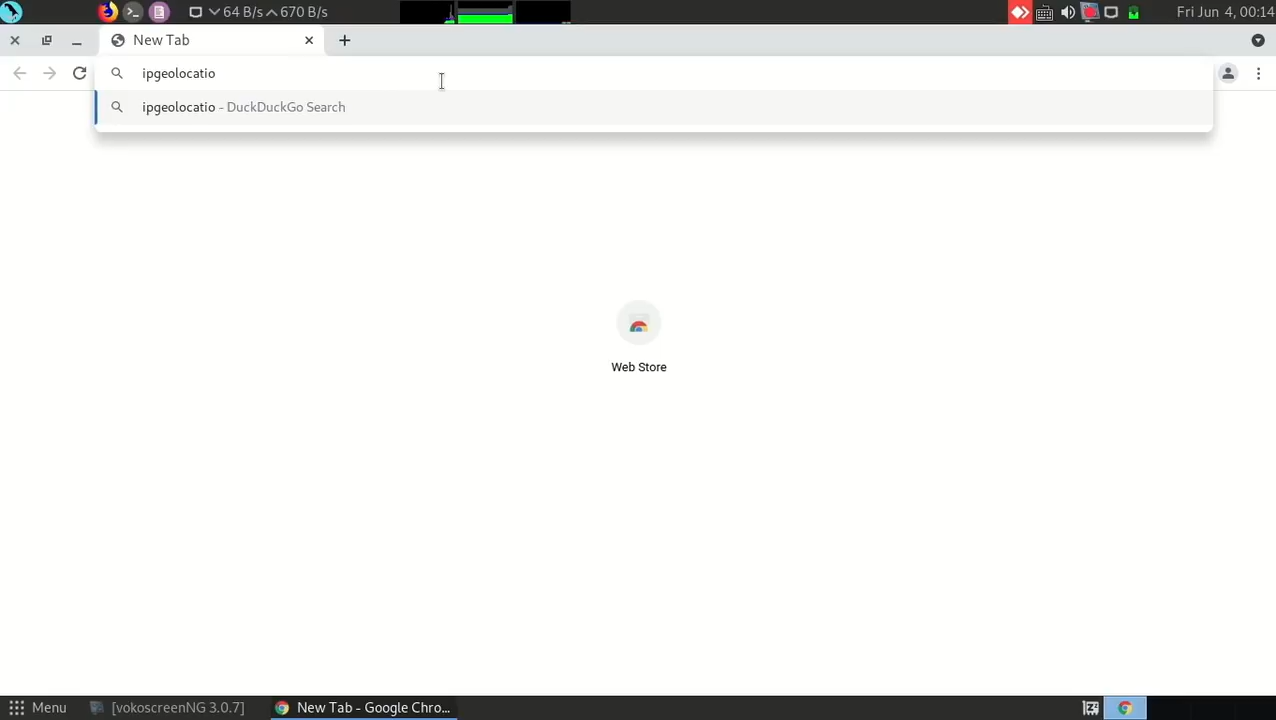 64 B/s 670 B/s
Fri Jun 4, 00:14
New Tab
ipgeolocatio
ipgeolocatio - DuckDuckGo Search
Web Store
Menu
[vokoscreenNG 3.0.7]
New Tab - Google Chro...